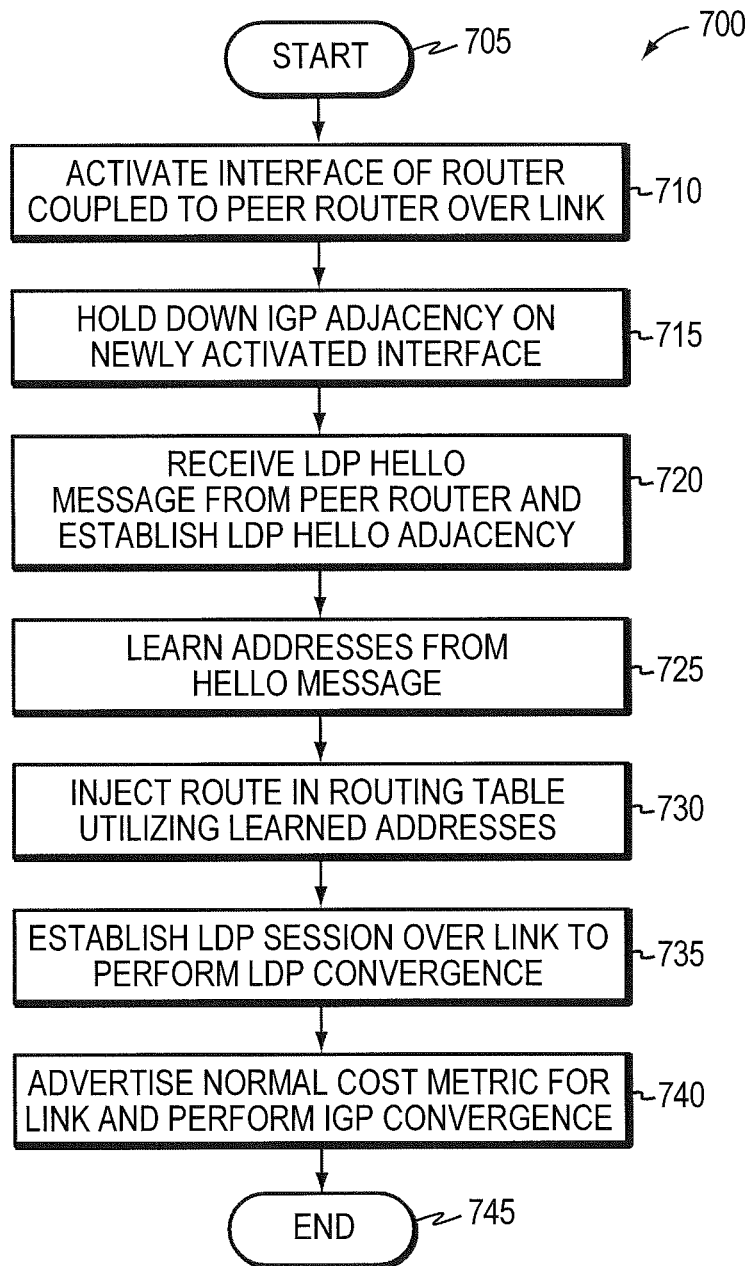 700
START
705
ACTIVATE INTERFACE OF ROUTER
COUPLED TO PEER ROUTER OVER LINK
710
HOLD DOWN IGP ADJACENCY ON
NEWLY ACTIVATED INTERFACE
715
RECEIVE LDP HELLO
MESSAGE FROM PEER ROUTER AND
ESTABLISH LDP HELLO ADJACENCY
720
LEARN ADDRESSES FROM
HELLO MESSAGE
725
INJECT ROUTE IN ROUTING TABLE
UTILIZING LEARNED ADDRESSES
730
ESTABLISH LDP SESSION OVER LINK TO
PERFORM LDP CONVERGENCE
735
ADVERTISE NORMAL COST METRIC FOR
LINK AND PERFORM IGP CONVERGENCE
740
END
745